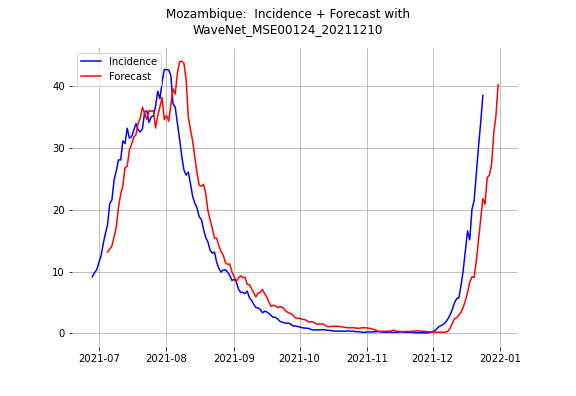 Mozambique:  Incidence + Forecast with
WaveNet_MSE00124_20211210
Incidence
Forecast
40
30
20
10
0
2021-07 2021-08 2021-09 2021-10 2021-11 2021-12 2022-01